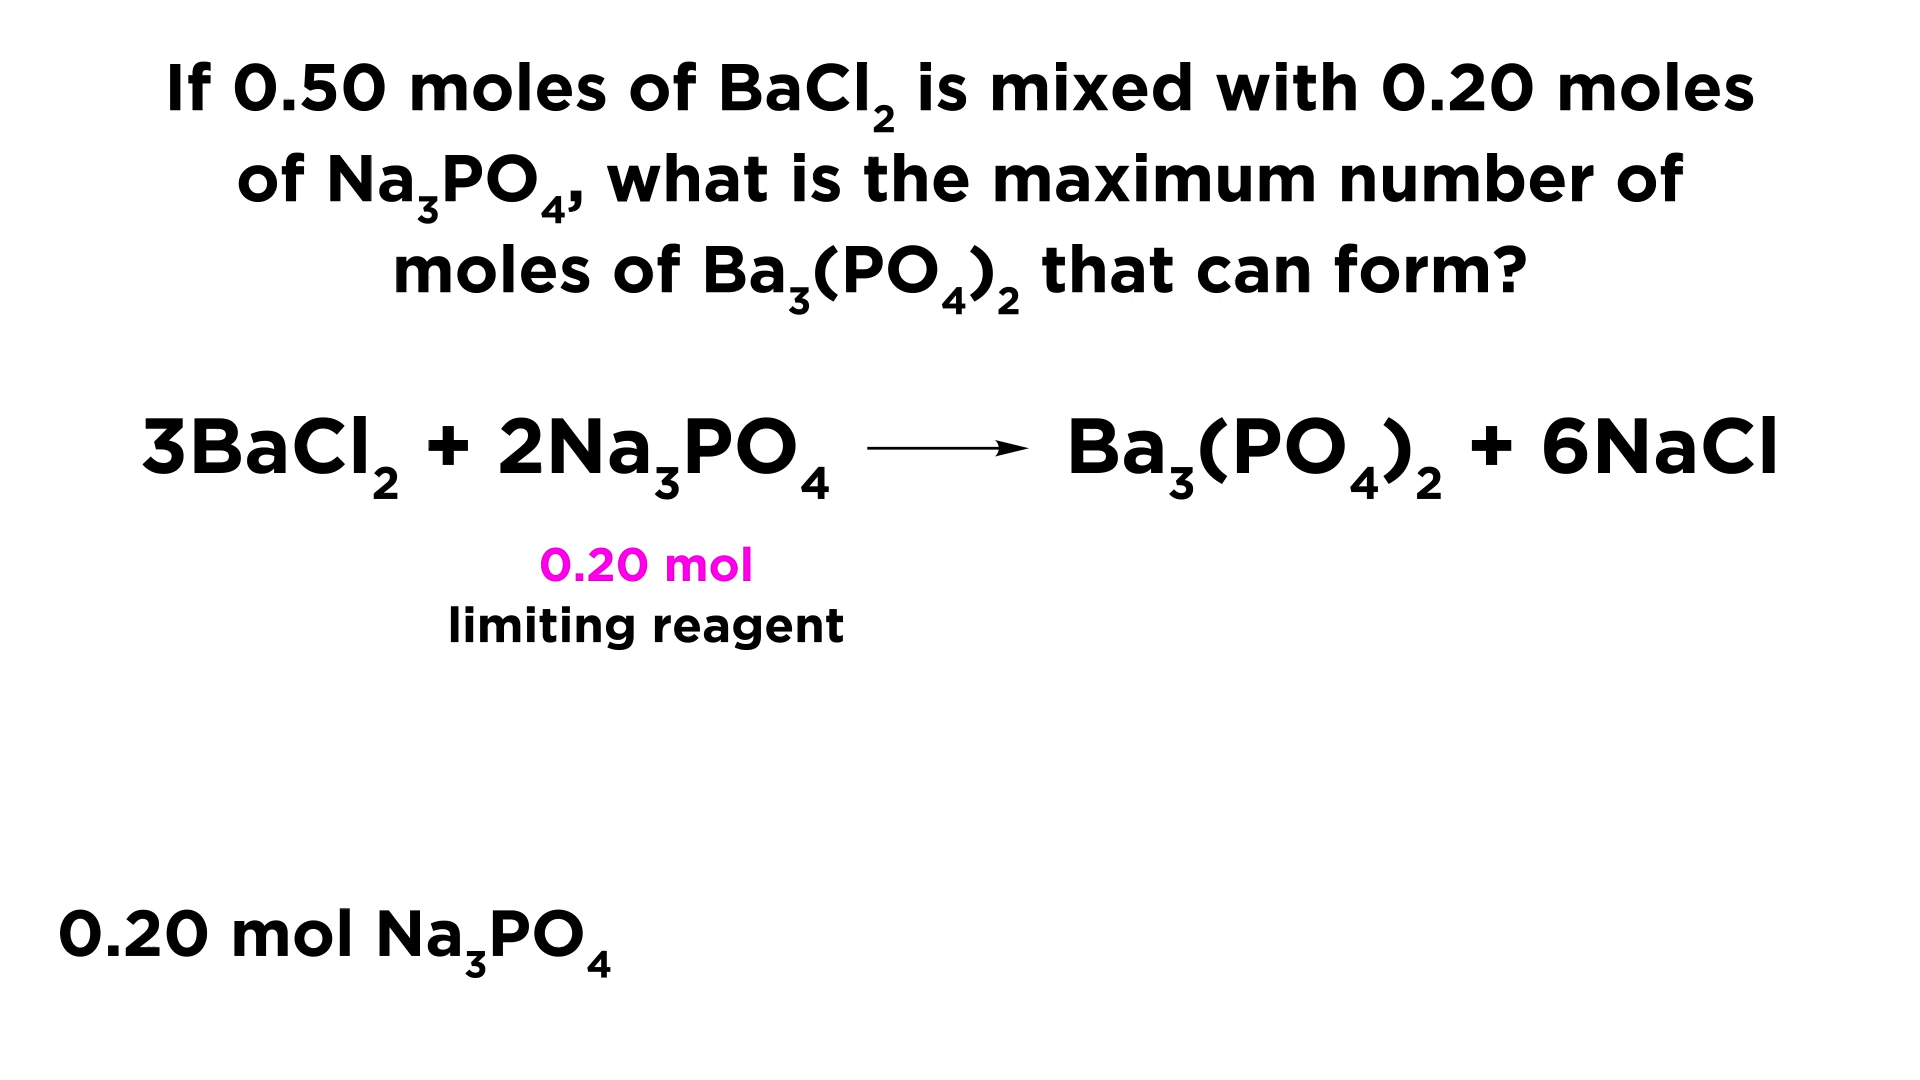 If 0.50 moles of BaCl₂ is mixed with 0.20 moles
of Na₃PO₄, what is the maximum number of
moles of Ba₃(PO₄)₂ that can form?
3BaCl₂ + 2Na₃PO₄ ⟶ Ba₃(PO₄)₂ + 6NaCl
0.20 mol
limiting reagent
0.20 mol Na₃PO₄